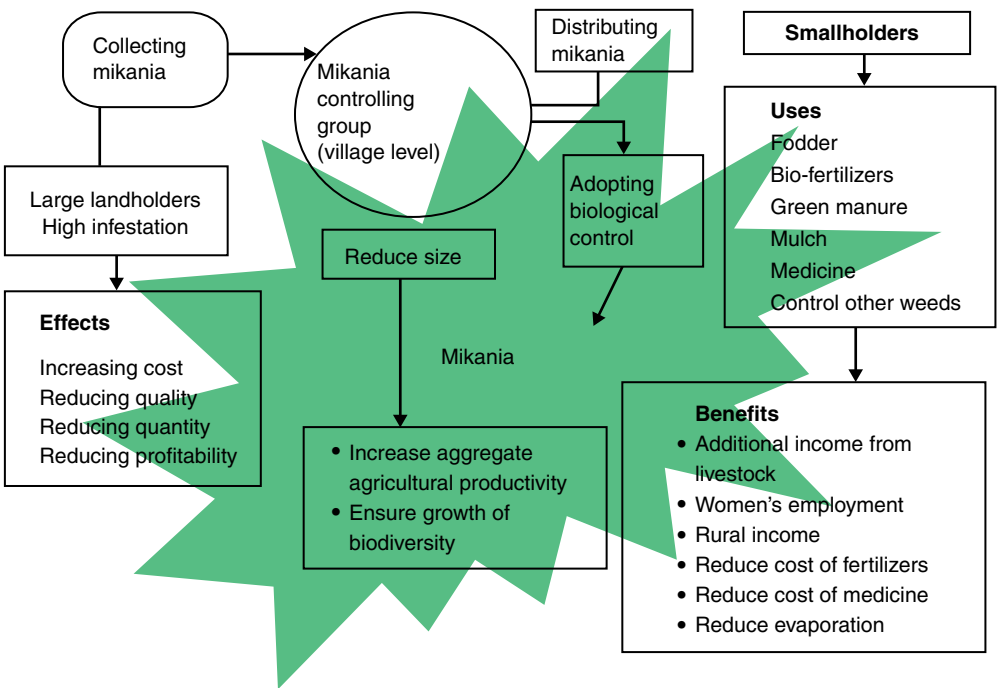 Collecting
mikania
Mikania
controlling
group
(village level)
Distributing
mikania
Smallholders
Large landholders
High infestation
Reduce size
Adopting
biological
control
Uses
Fodder
Bio-fertilizers
Green manure
Mulch
Medicine
Control other weeds
Effects
Increasing cost
Reducing quality
Reducing quantity
Reducing profitability
Mikania
• Increase aggregate
agricultural productivity
• Ensure growth of
biodiversity
Benefits
• Additional income from
livestock
• Women's employment
• Rural income
• Reduce cost of fertilizers
• Reduce cost of medicine
• Reduce evaporation